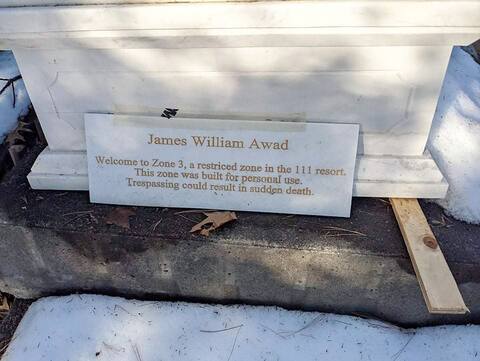 James William Awad
Welcome to Zone 3, a restriced zone in the 111 resort.
This zone was built for personal use.
Trespassing could result in sudden death.